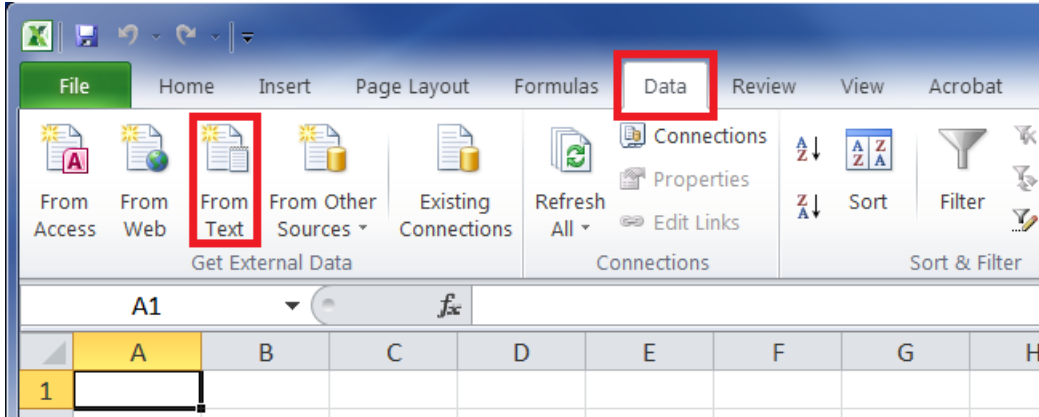 File Home Insert Page Layout Formulas Data Review View Acrobat
From Access
From Web
From Text
From Other Sources
Existing Connections
Refresh All
Connections
Properties
Edit Links
A Z
Z A
A Z
Z A
Sort
Filter
Get External Data
Connections
Sort & Filter
A1
fx
A B C D E F G H
1